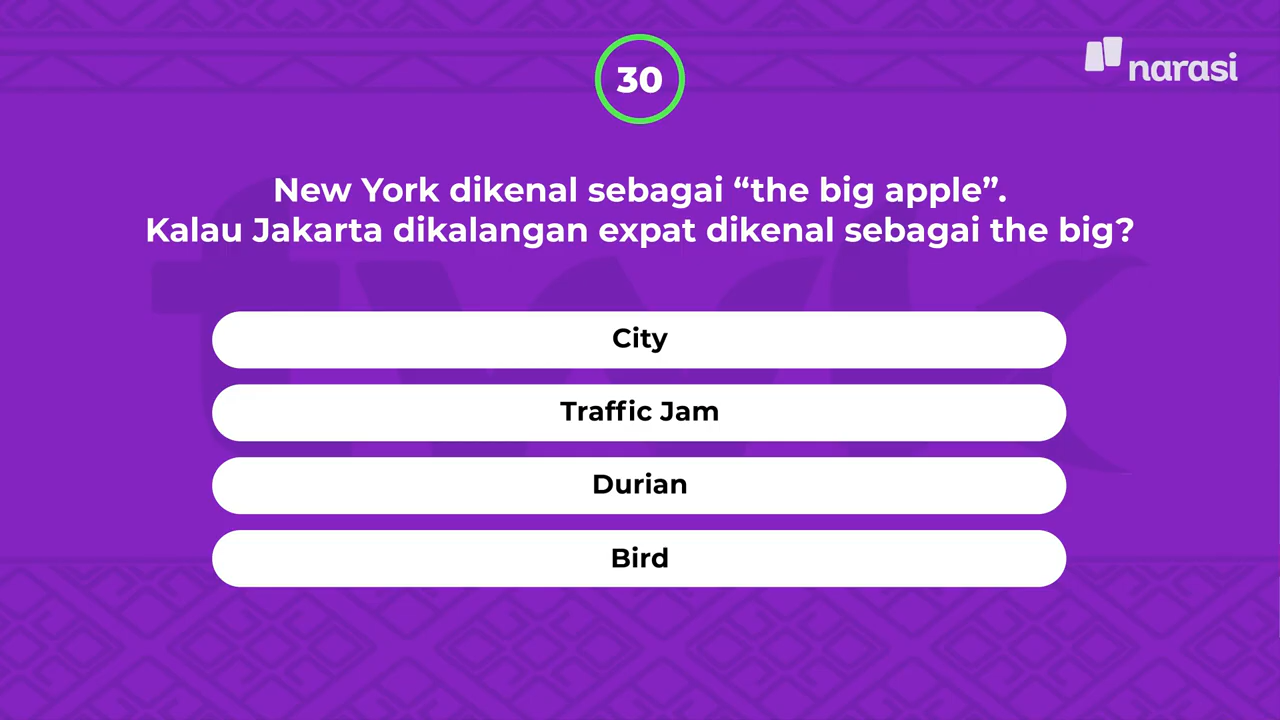 30
narasi
New York dikenal sebagai “the big apple”.
Kalau Jakarta dikalangan expat dikenal sebagai the big?
City
Traffic Jam
Durian
Bird
twk